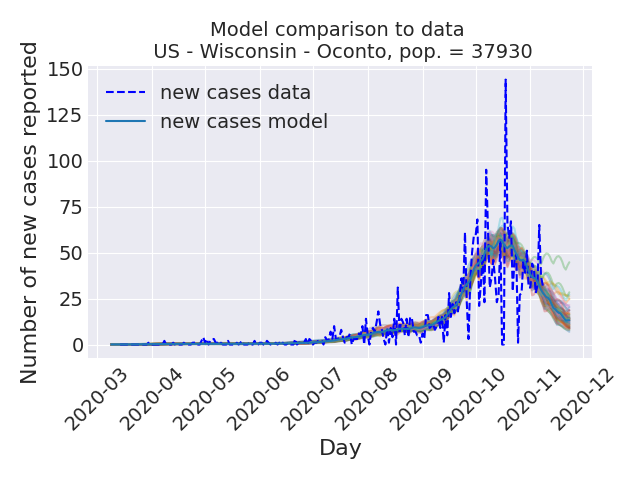 Model comparison to data
US - Wisconsin - Oconto, pop. = 37930
Number of new cases reported
150
125
100
75
50
25
0
new cases data
new cases model
2020-03
2020-04
2020-05
2020-06
2020-07
2020-08
2020-09
2020-10
2020-11
2020-12
Day